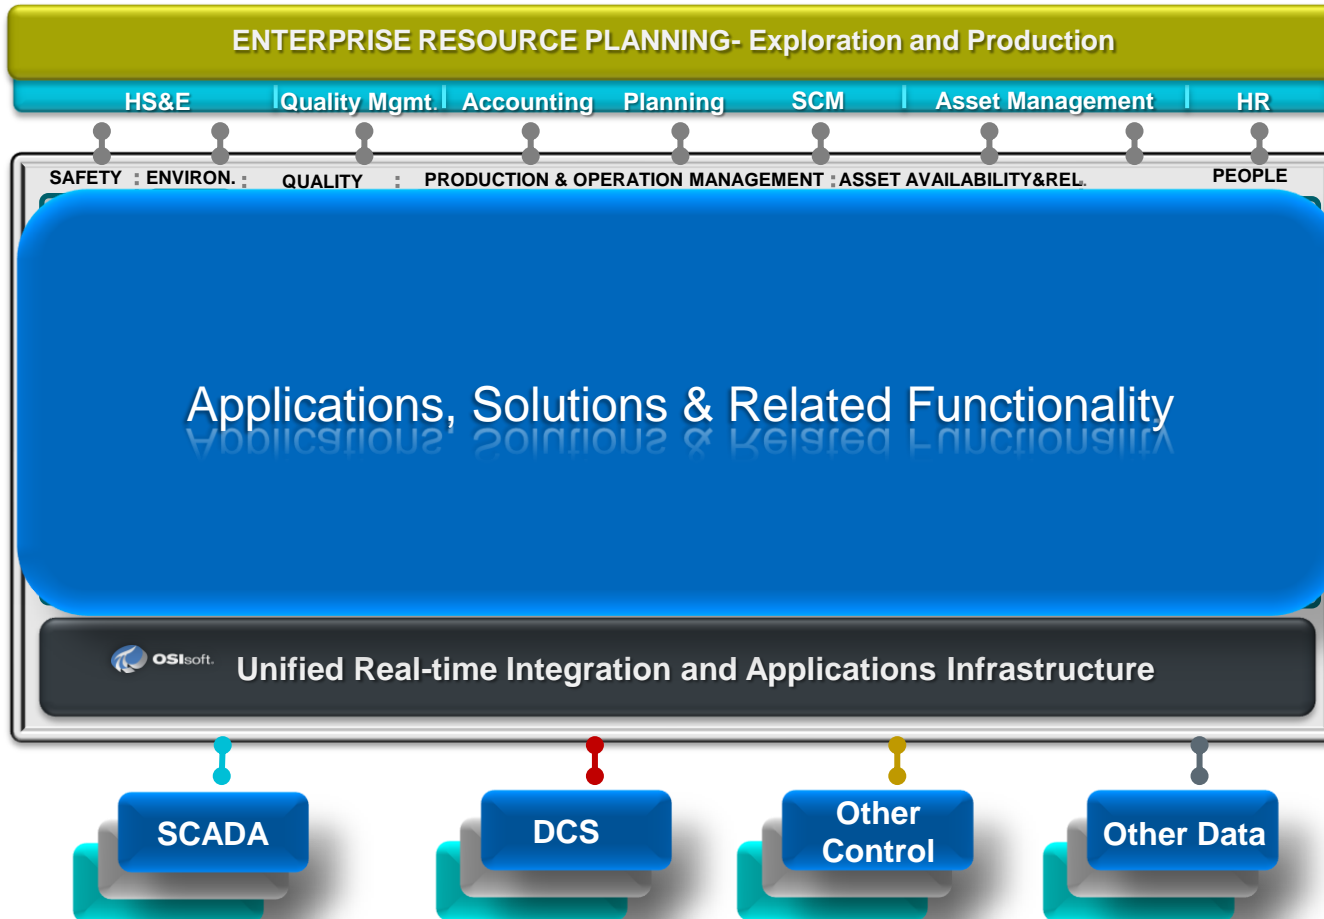 ENTERPRISE RESOURCE PLANNING- Exploration and Production
HS&E Quality Mgmt. Accounting Planning SCM Asset Management HR
SAFETY : ENVIRON. : QUALITY : PRODUCTION & OPERATION MANAGEMENT : ASSET AVAILABILITY&REL. PEOPLE
Applications, Solutions & Related Functionality
OSIsoft. Unified Real-time Integration and Applications Infrastructure
SCADA
DCS
Other
Control
Other Data